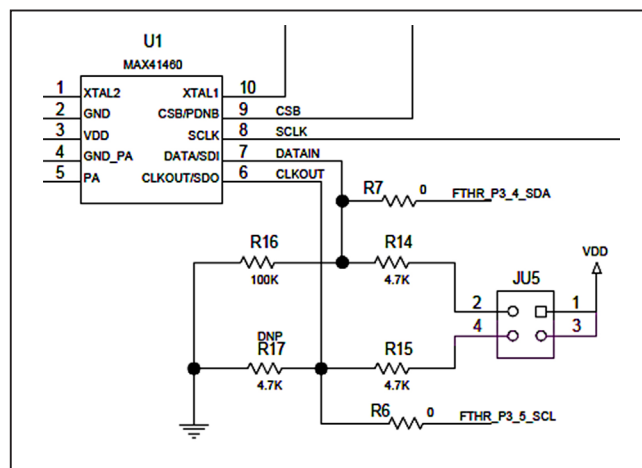 U1
MAX41460
1 XTAL2 XTAL1 10
2 GND CSB/PDNB 9 CSB
3 VDD SCLK 8 SCLK
4 GND_PA DATA/SDI 7 DATAIN
5 PA CLKOUT/SDO 6 CLKOUT
R7 0 FTHR_P3_4_SDA
R16 R14 VDD
100K 4.7K JU5
2 1
4 3
DNP
R17 R15
4.7K 4.7K
R6 0 FTHR_P3_5_SCL